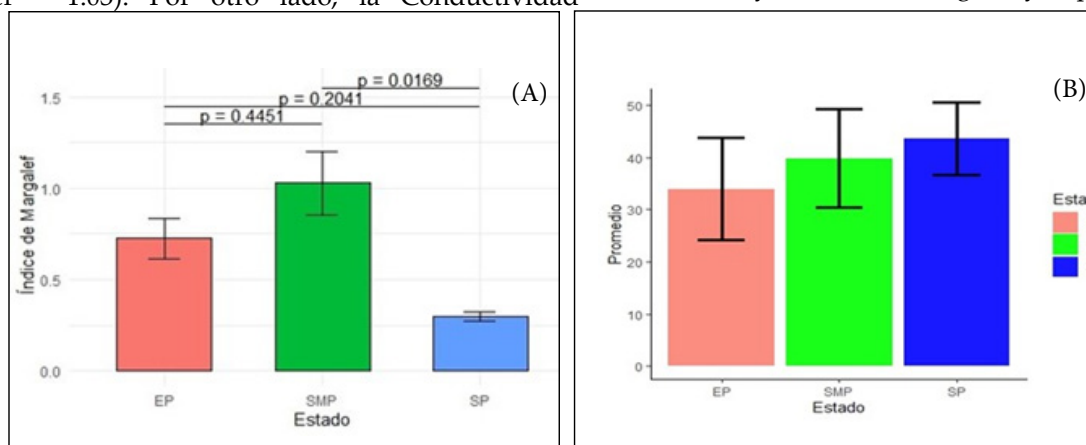 1.03). Por otro lado, la Conductividad
p = 0.0169
p = 0.2041
p = 0.4451
(A)
1.5
1.0
0.5
0.0
Índice de Margalef
EP SMP SP
Estado
(B)
50
40
30
20
10
0
Promedio
EP SMP SP
Estado
Esta